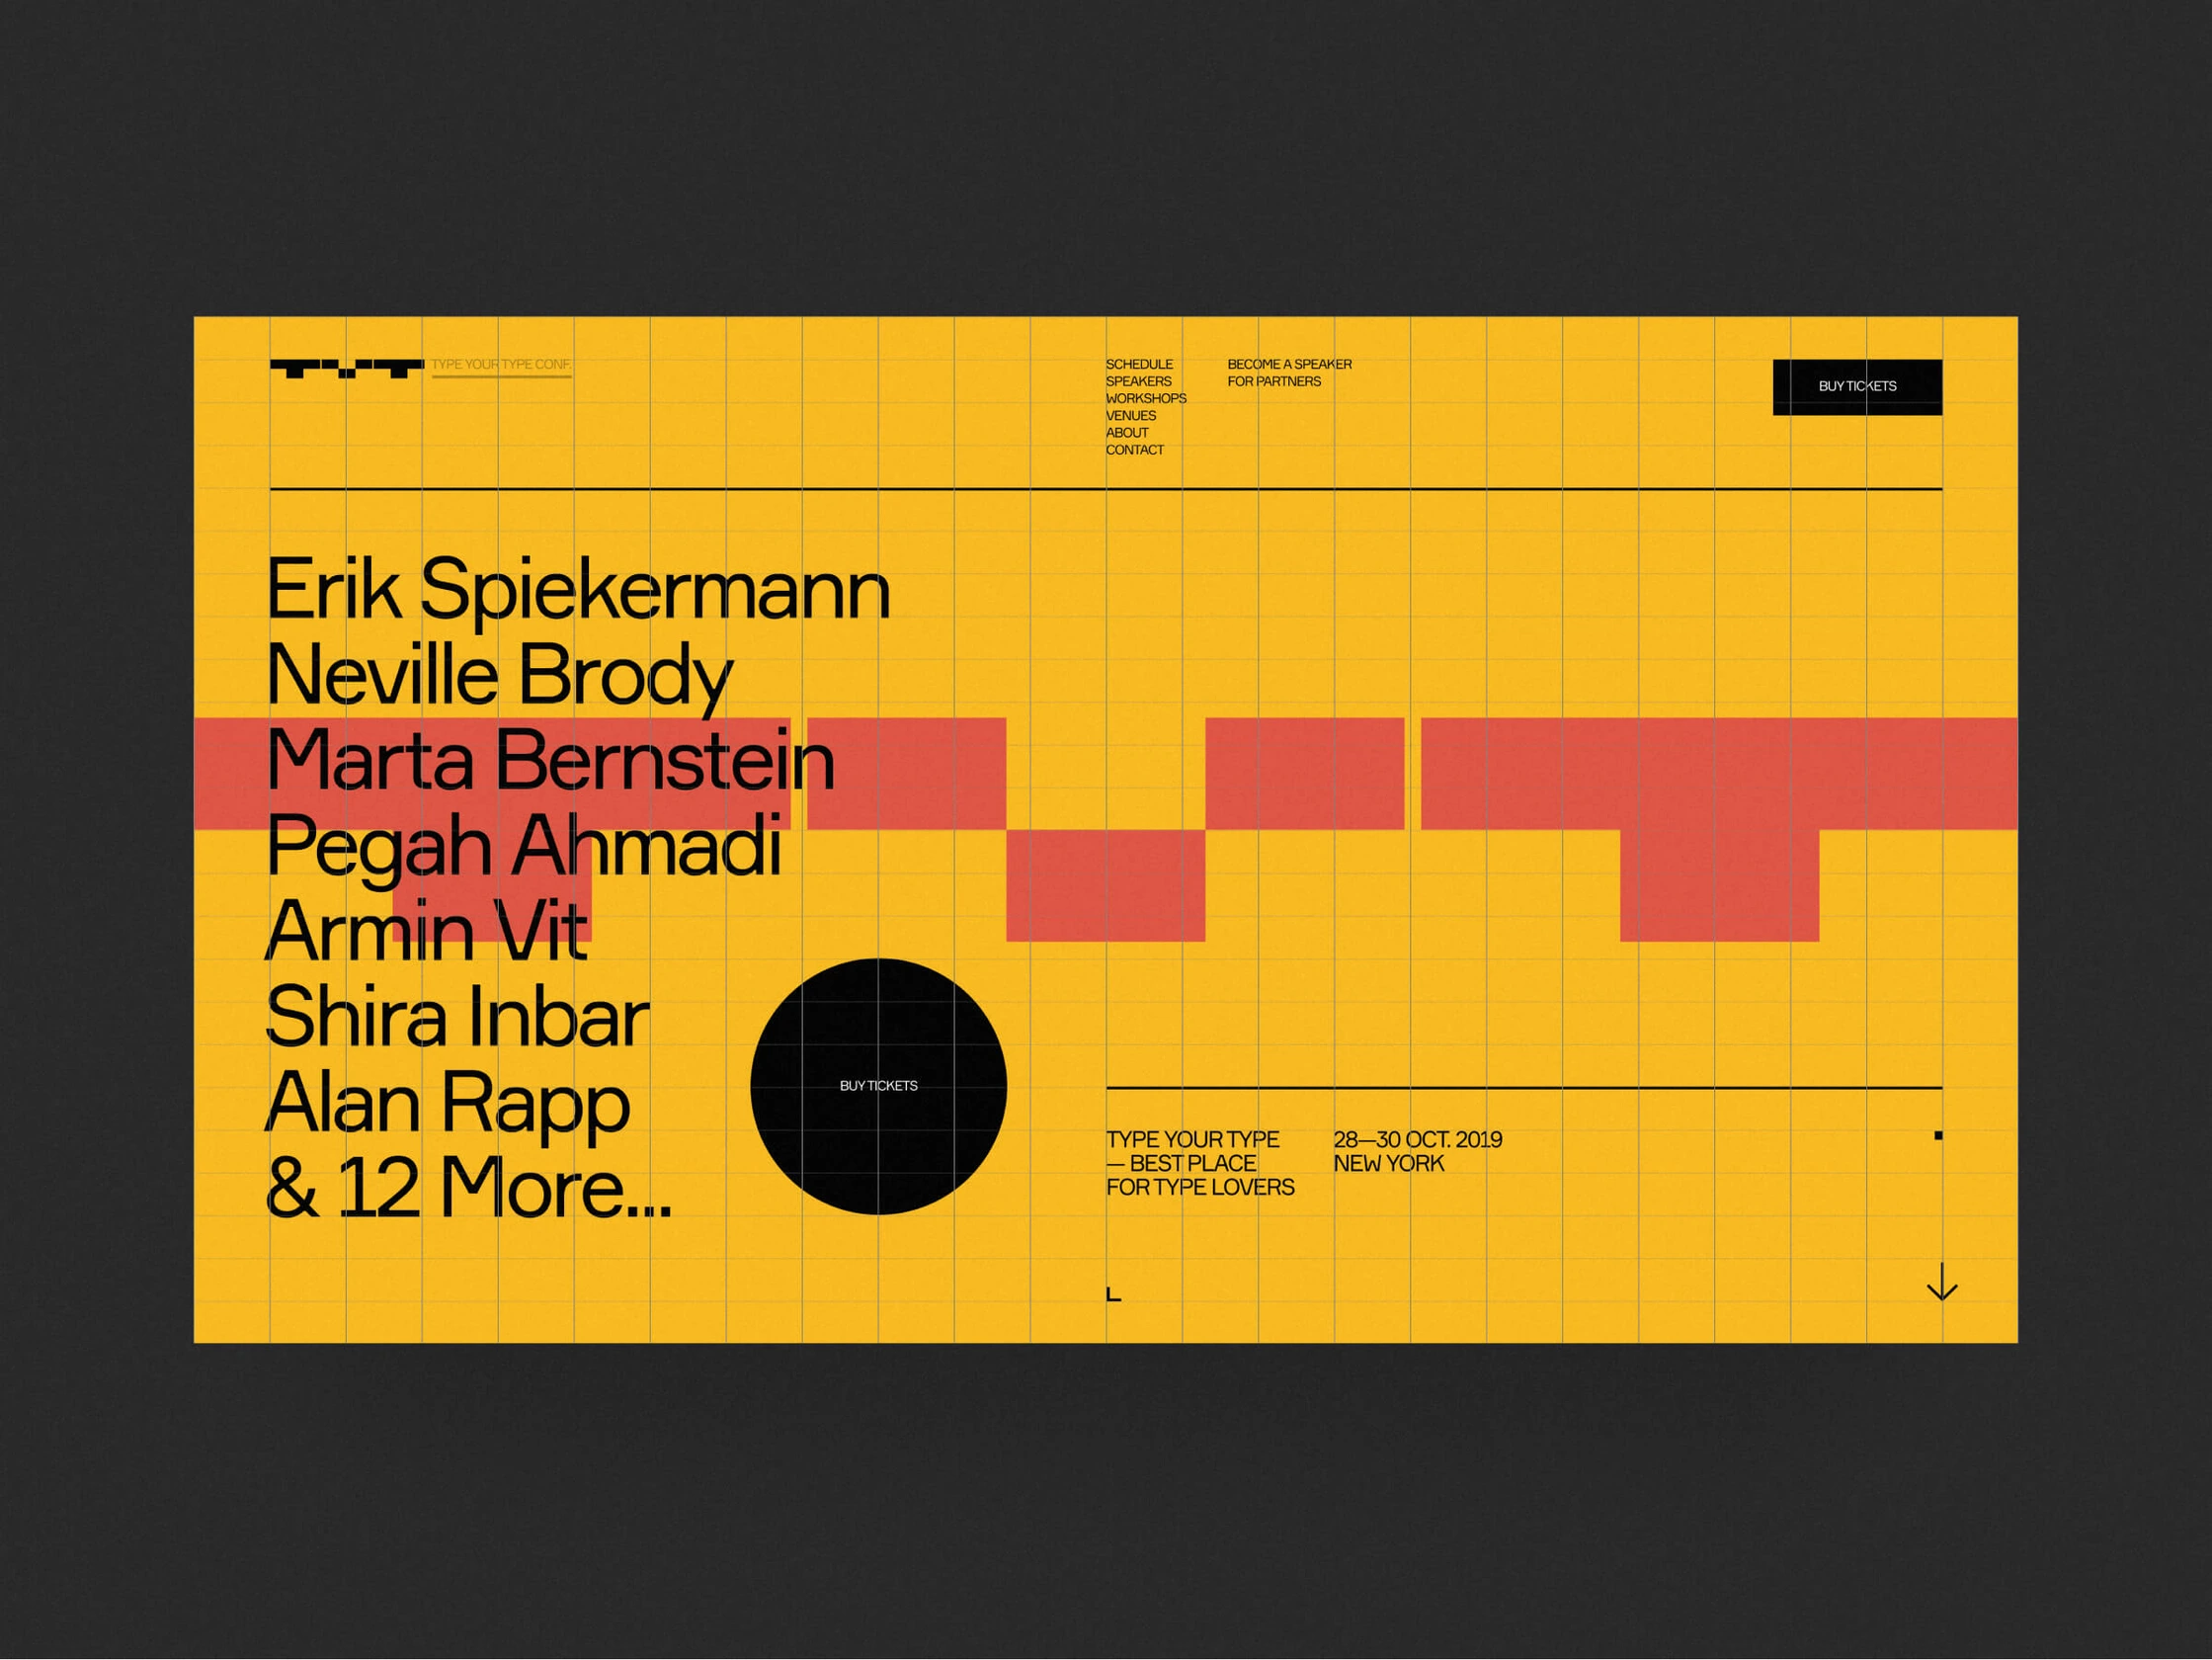 TYPE YOUR TYPE CONF.
SCHEDULE
SPEAKERS
WORKSHOPS
VENUES
ABOUT
CONTACT
BECOME A SPEAKER
FOR PARTNERS
BUY TICKETS
Erik Spiekermann
Neville Brody
Marta Bernstein
Pegah Ahmadi
Armin Vit
Shira Inbar
Alan Rapp
& 12 More...
BUY TICKETS
TYPE YOUR TYPE
— BEST PLACE
FOR TYPE LOVERS
28—30 OCT. 2019
NEW YORK